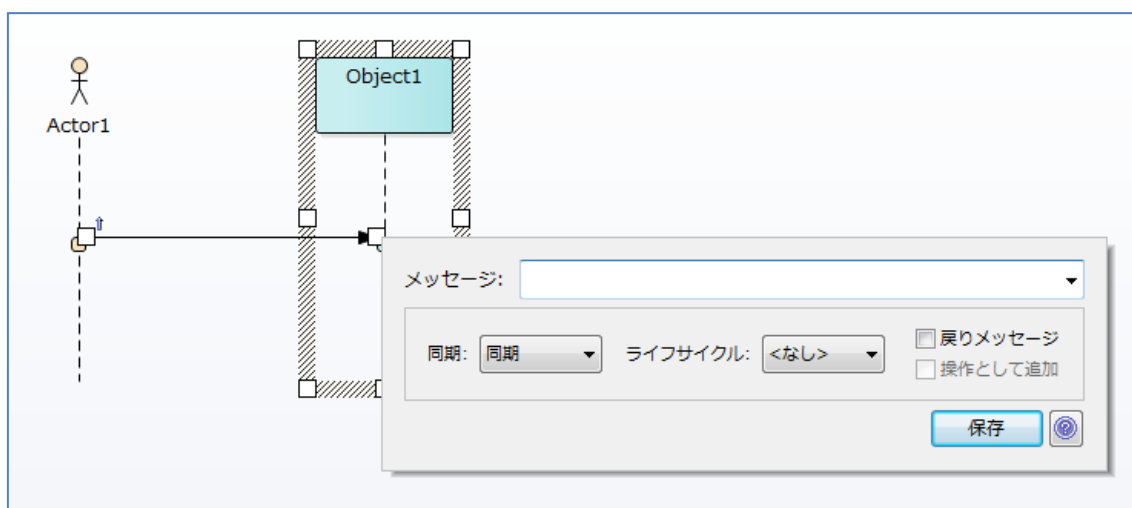 Object1
Actor1
メッセージ:
同期: 同期 ライフサイクル: <なし> 戻りメッセージ
操作として追加
保存